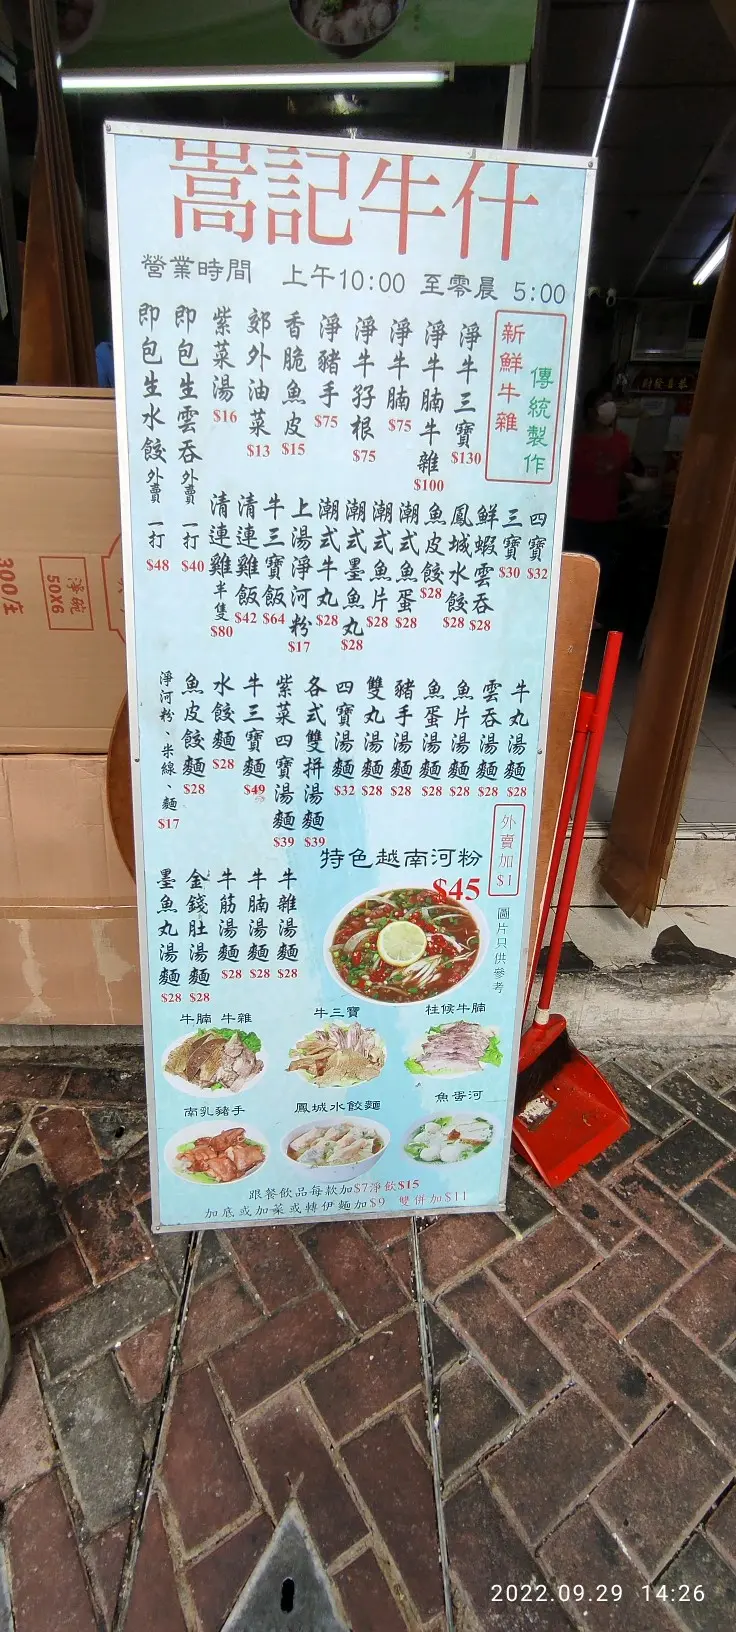 嵩記牛什
營業時間 上午10:00 至零晨 5:00
新鮮牛雜
傳統製作
淨牛三寶 $130
淨牛腩牛雜 $100
淨牛腩 $75
淨牛孖根 $75
淨豬手 $75
香脆魚皮 $15
郊外油菜 $13
紫菜湯 $16
即包生雲吞外賣一打 $40
即包生水餃外賣一打 $48
四寶 $32
三寶 $30
鮮蝦雲吞 $28
鳳城水餃 $28
魚皮餃 $28
潮式魚蛋 $28
潮式魚片 $28
潮式墨魚丸 $28
潮式牛丸 $28
上湯淨河粉 $17
牛三寶飯 $64
清連雞飯 $42
清連雞半隻 $80
牛丸湯麵 $28
雲吞湯麵 $28
魚片湯麵 $28
魚蛋湯麵 $28
豬手湯麵 $28
雙丸湯麵 $28
四寶湯麵 $32
各式雙拼湯麵 $39
紫菜四寶湯麵 $39
牛三寶麵 $49
水餃麵 $28
魚皮餃麵 $28
淨河粉、米線、麵 $17
外賣加$1
特色越南河粉
$45
圖片只供參考
牛雜湯麵 $28
牛腩湯麵 $28
牛筋湯麵 $28
金錢肚湯麵 $28
墨魚丸湯麵 $28
牛腩 牛雜
牛三寶
柱候牛腩
南乳豬手
鳳城水餃麵
魚蛋河
跟餐飲品每款加$7淨飲$15
加底或加菜或轉伊麵加$9 雙併加$11
300/庄
淨碗
50X6
2022.09.29 14:26